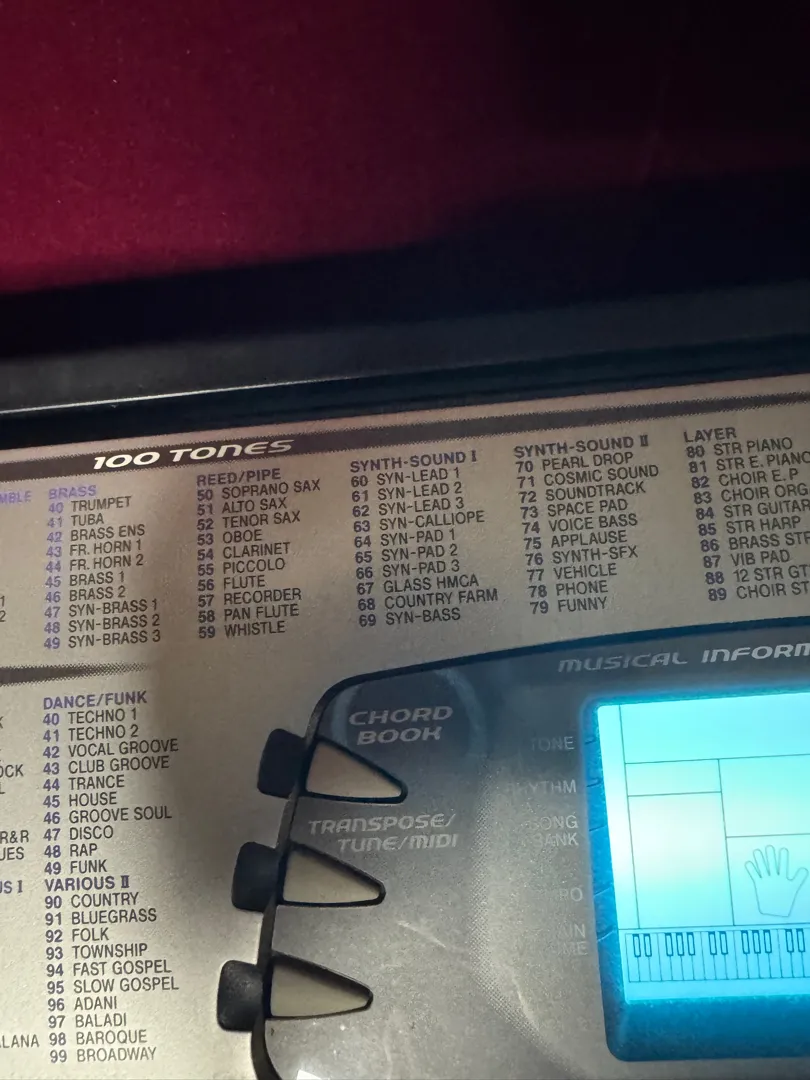 100 TONES
MBLE
1
2
BRASS
40 TRUMPET
41 TUBA
42 BRASS ENS
43 FR. HORN 1
44 FR. HORN 2
45 BRASS 1
46 BRASS 2
47 SYN-BRASS 1
48 SYN-BRASS 2
49 SYN-BRASS 3
REED/PIPE
50 SOPRANO SAX
51 ALTO SAX
52 TENOR SAX
53 OBOE
54 CLARINET
55 PICCOLO
56 FLUTE
57 RECORDER
58 PAN FLUTE
59 WHISTLE
SYNTH-SOUND I
60 SYN-LEAD 1
61 SYN-LEAD 2
62 SYN-LEAD 3
63 SYN-CALLIOPE
64 SYN-PAD 1
65 SYN-PAD 2
66 SYN-PAD 3
67 GLASS HMCA
68 COUNTRY FARM
69 SYN-BASS
SYNTH-SOUND II
70 PEARL DROP
71 COSMIC SOUND
72 SOUNDTRACK
73 SPACE PAD
74 VOICE BASS
75 APPLAUSE
76 SYNTH-SFX
77 VEHICLE
78 PHONE
79 FUNNY
LAYER
80 STR PIANO
81 STR E.PIANO
82 CHOIR E.P
83 CHOIR ORG
84 STR GUITAR
85 STR HARP
86 BRASS STR
87 VIB PAD
88 12 STR GT
89 CHOIR ST
OCK
L
R&R
UES
US I
ALANA
DANCE/FUNK
40 TECHNO 1
41 TECHNO 2
42 VOCAL GROOVE
43 CLUB GROOVE
44 TRANCE
45 HOUSE
46 GROOVE SOUL
47 DISCO
48 RAP
49 FUNK
VARIOUS II
90 COUNTRY
91 BLUEGRASS
92 FOLK
93 TOWNSHIP
94 FAST GOSPEL
95 SLOW GOSPEL
96 ADANI
97 BALADI
98 BAROQUE
99 BROADWAY
MUSICAL INFORM
CHORD
BOOK
TRANSPOSE/
TUNE/MIDI
TONE
HYTHM
SONG
BANK